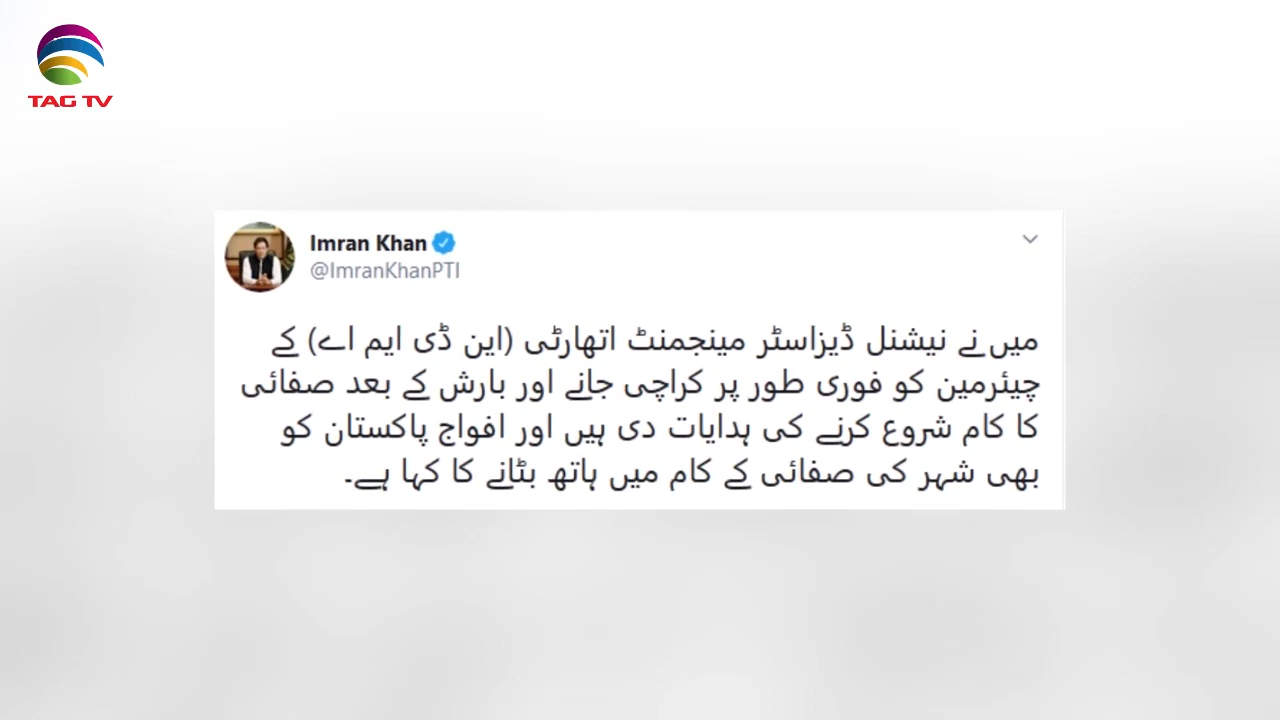 TAG TV
Imran Khan
@ImranKhanPTI
میں نے نیشنل ڈیزاسٹر مینجمنٹ اتھارٹی (این ڈی ایم اے) کے
چیئرمین کو فوری طور پر کراچی جانے اور بارش کے بعد صفائی
کا کام شروع کرنے کی ہدایات دی ہیں اور افواج پاکستان کو
بھی شہر کی صفائی کے کام میں ہاتھ بٹانے کا کہا ہے۔